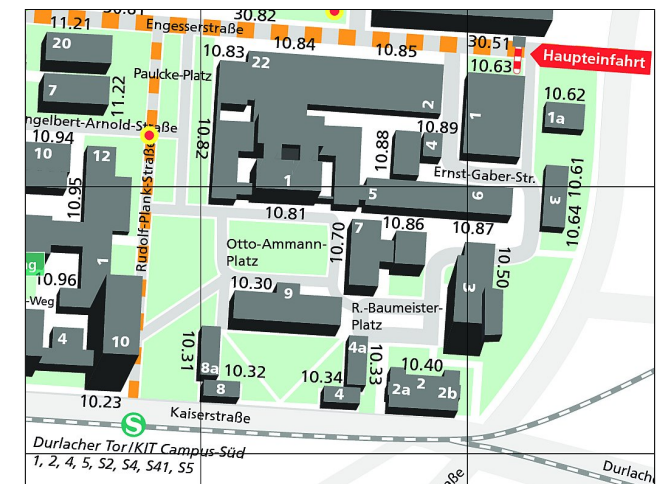 30.82
11.21
Engesserstraße
20
10.83
10.84
10.85
30.51
Haupteinfahrt
22
10.63
Paulcke-Platz
7
11.22
2
1
10.62
1a
10.94
10.82
10.88
4
10.89
10
12
Ernst-Gaber-Str.
10.61
10.95
1
5
6
3
10.64
Rudolf-Plank-Straße
10.81
10.70
7
10.86
10.87
Otto-Ammann-
Platz
10.50
1
10.96
10.30
9
3
-Weg
R.-Baumeister-
Platz
4
10
10.31
8a
10.32
8
10.34
4
4a
10.33
10.40
2a
2
2b
10.23
Kaiserstraße
S
Durlacher Tor/KIT Campus-Süd
1, 2, 4, 5, S2, S4, S41, S5